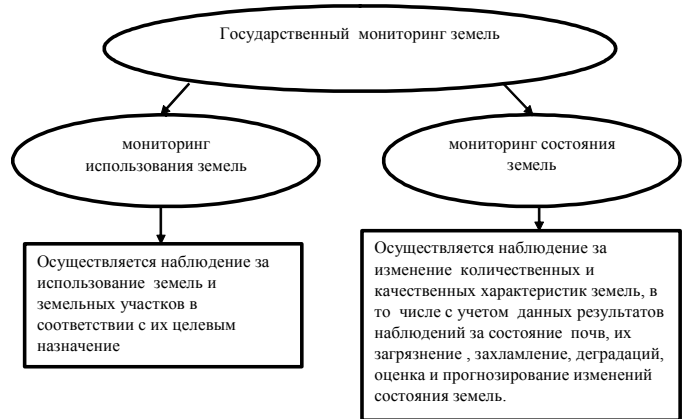 Государственный мониторинг земель
мониторинг
использования земель
мониторинг состояния
земель
Осуществляется наблюдение за
использование земель и
земельных участков в
соответствии с их целевым
назначение
Осуществляется наблюдение за
изменение количественных и
качественных характеристик земель, в
то числе с учетом данных результатов
наблюдений за состояние почв, их
загрязнение , захламление, деградаций,
оценка и прогнозирование изменений
состояния земель.